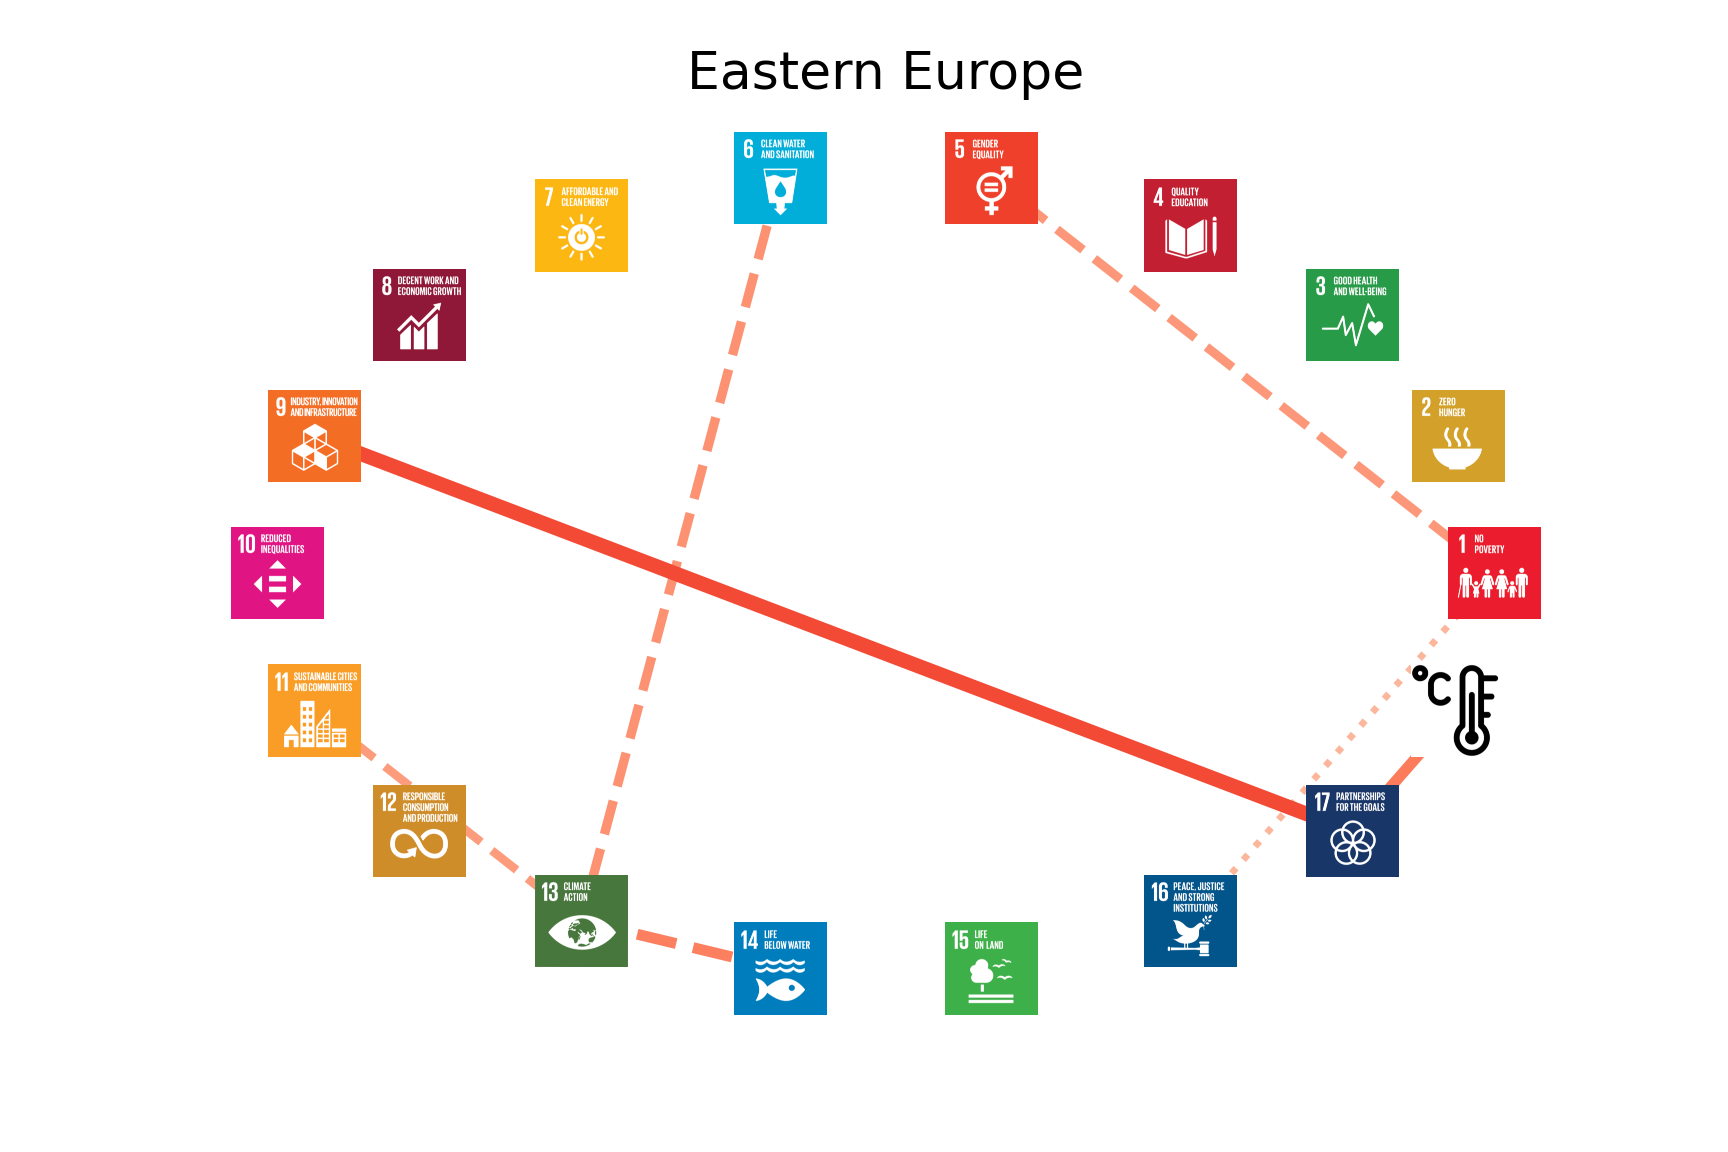 Eastern Europe
6 CLEAN WATER
AND SANITATION
5 GENDER
EQUALITY
7 AFFORDABLE AND
CLEAN ENERGY
4 QUALITY
EDUCATION
8 DECENT WORK AND
ECONOMIC GROWTH
3 GOOD HEALTH
AND WELL-BEING
9 INDUSTRY, INNOVATION
AND INFRASTRUCTURE
2 ZERO
HUNGER
10 REDUCED
INEQUALITIES
1 NO
POVERTY
11 SUSTAINABLE CITIES
AND COMMUNITIES
°C
12 RESPONSIBLE
CONSUMPTION
AND PRODUCTION
17 PARTNERSHIPS
FOR THE GOALS
13 CLIMATE
ACTION
16 PEACE, JUSTICE
AND STRONG
INSTITUTIONS
14 LIFE
BELOW WATER
15 LIFE
ON LAND